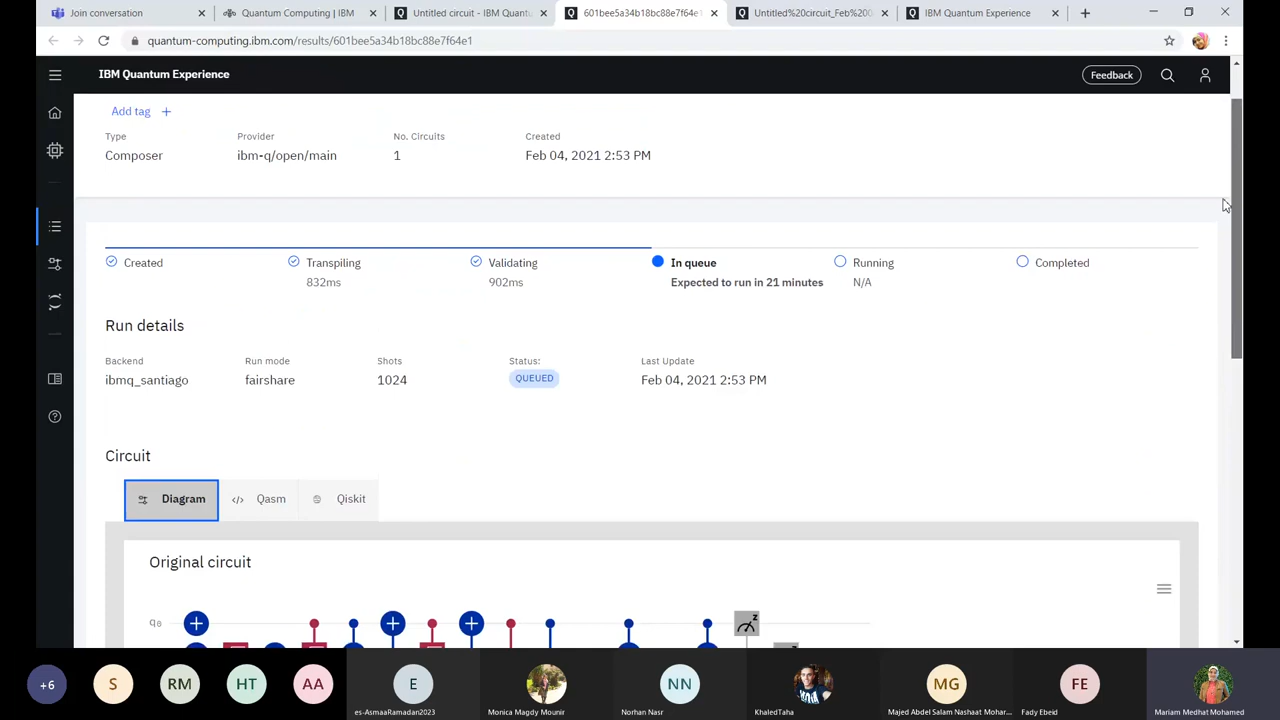 Join conversation
Quantum Computing | IBM
Untitled circuit - IBM Quantu
601bee5a34b18bc88e7f64e1
Untitled%20circuit_Feb%20
IBM Quantum Experience
quantum-computing.ibm.com/results/601bee5a34b18bc88e7f64e1
IBM Quantum Experience
Feedback
Add tag +
Type
Provider
No. Circuits
Created
Composer
ibm-q/open/main
1
Feb 04, 2021 2:53 PM
Created
Transpiling
Validating
In queue
Running
Completed
832ms
902ms
Expected to run in 21 minutes
N/A
Run details
Backend
Run mode
Shots
Status:
Last Update
ibmq_santiago
fairshare
1024
QUEUED
Feb 04, 2021 2:53 PM
Circuit
Diagram
</> Qasm
Qiskit
Original circuit
q0
+6
S
RM
HT
AA
E
NN
MG
FE
es-AsmaaRamadan2023
Monica Magdy Mounir
Norhan Nasr
KhaledTaha
Majed Abdel Salam Nashaat Mohar...
Fady Ebeid
Mariam Medhat Mohamed